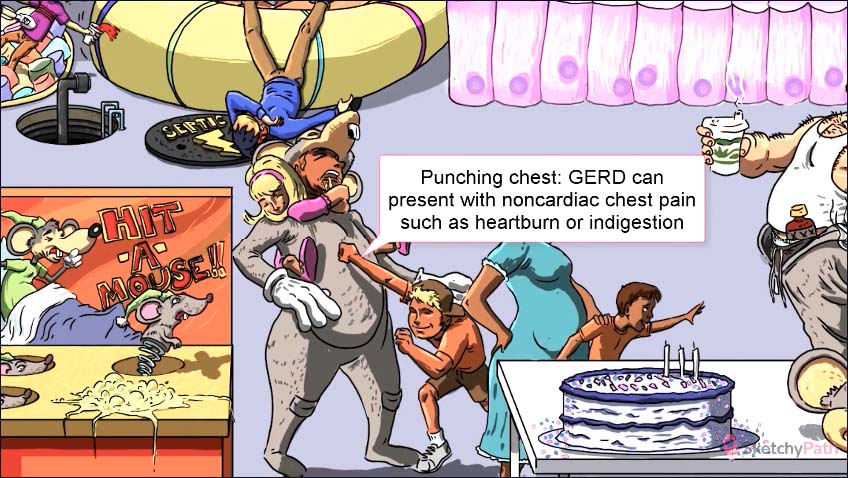 SEPTIC
Punching chest: GERD can
present with noncardiac chest pain
such as heartburn or indigestion
HIT
-A-
MOUSE!!
SketchyPath